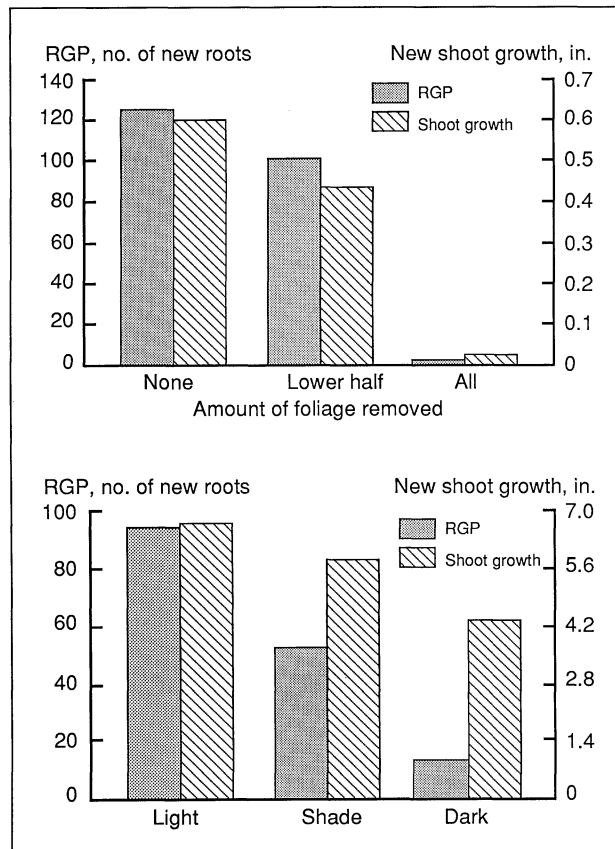 RGP, no. of new roots
New shoot growth, in.
140
120
100
80
60
40
20
0
0.7
0.6
0.5
0.4
0.3
0.2
0.1
0
RGP
Shoot growth
None
Lower half
All
Amount of foliage removed
RGP, no. of new roots
New shoot growth, in.
100
80
60
40
20
0
7.0
5.6
4.2
2.8
1.4
0
RGP
Shoot growth
Light
Shade
Dark